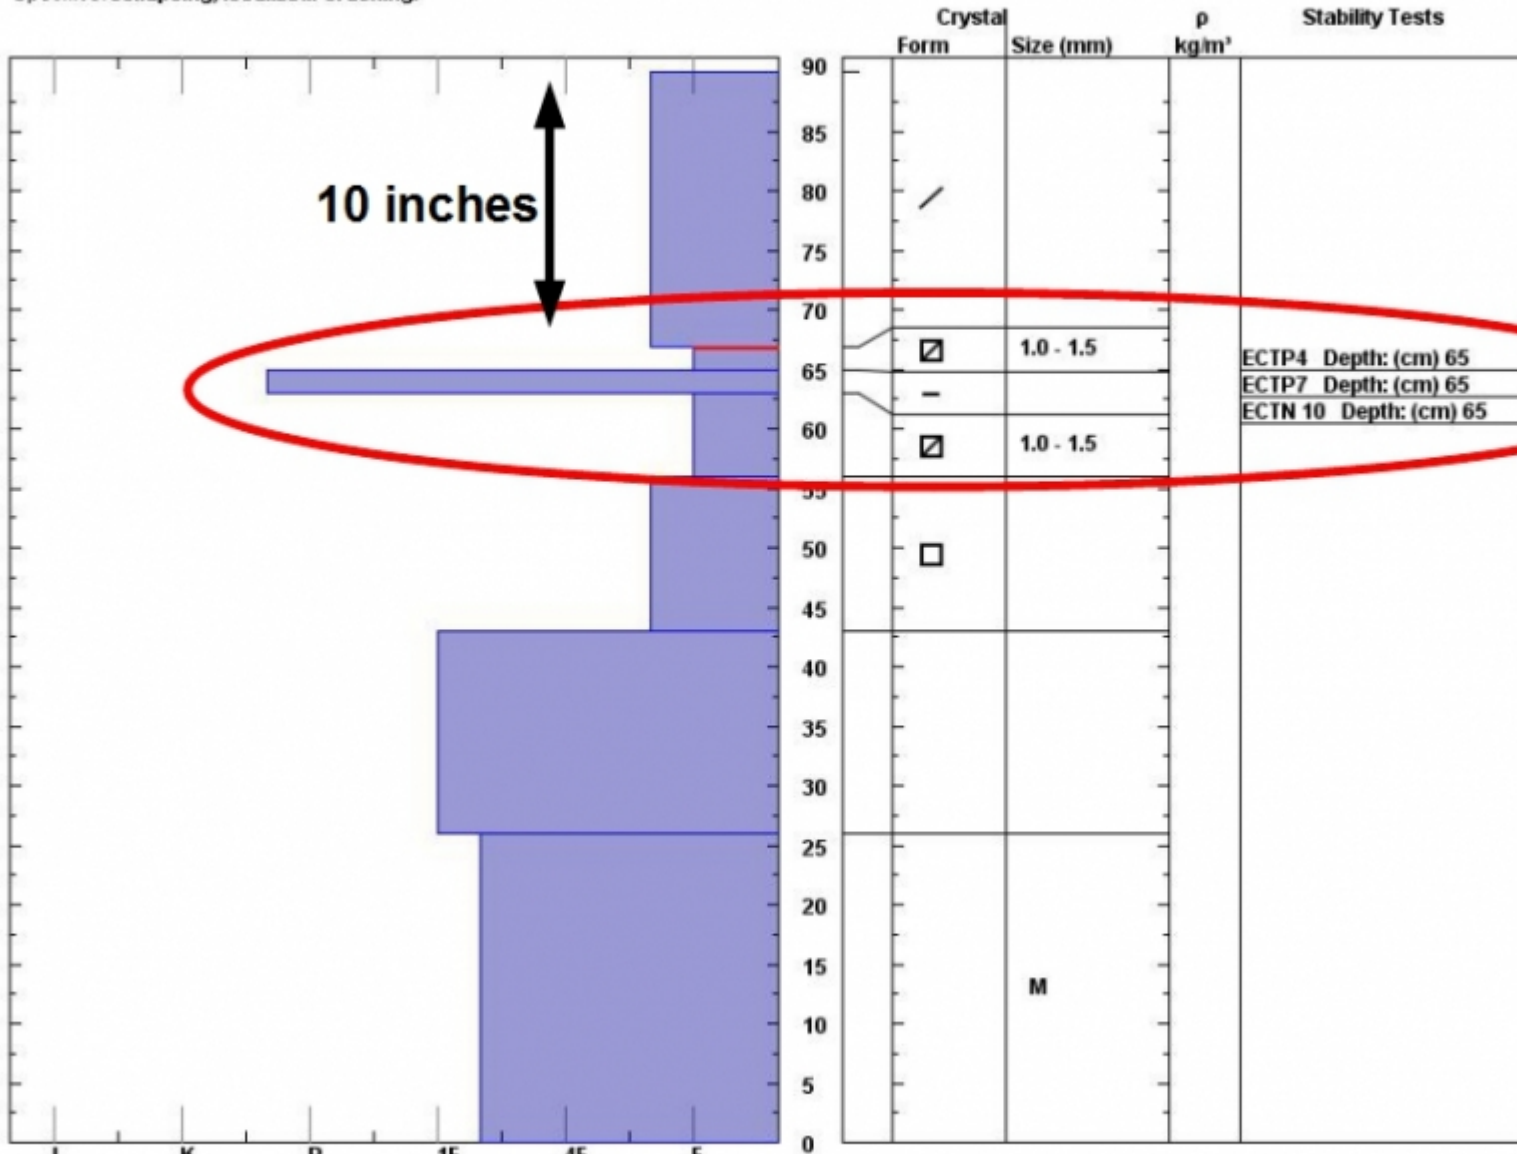 Crystal
ρ
Stability Tests
Form
Size (mm)
kg/m³
90
85
80
10 inches
75
70
1.0 - 1.5
ECTP4 Depth: (cm) 65
65
ECTP7 Depth: (cm) 65
ECTN 10 Depth: (cm) 65
60
1.0 - 1.5
55
50
45
40
35
30
25
20
15
M
10
5
0